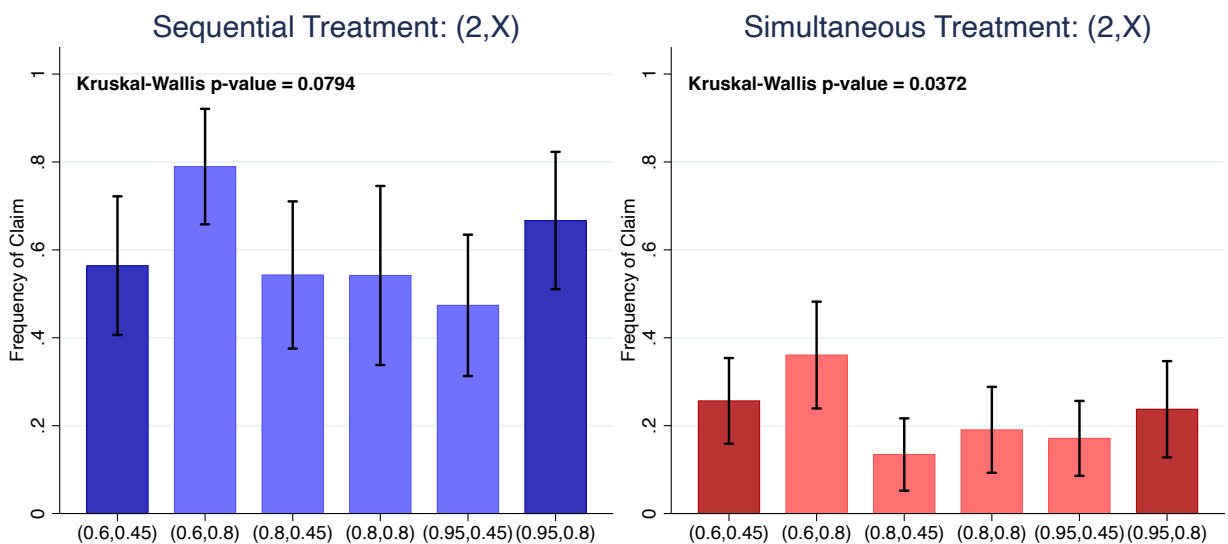 Sequential Treatment: (2,X)
Kruskal-Wallis p-value = 0.0794
Frequency of Claim
1
.8
.6
.4
.2
0
(0.6,0.45) (0.6,0.8) (0.8,0.45) (0.8,0.8) (0.95,0.45) (0.95,0.8)
Simultaneous Treatment: (2,X)
Kruskal-Wallis p-value = 0.0372
Frequency of Claim
1
.8
.6
.4
.2
0
(0.6,0.45) (0.6,0.8) (0.8,0.45) (0.8,0.8) (0.95,0.45) (0.95,0.8)